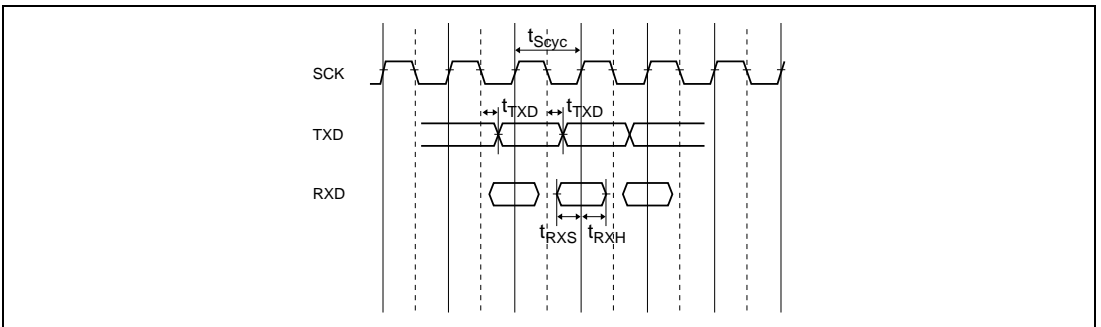 tScyc
SCK
tTXD tTXD
TXD
RXD
tRXS tRXH